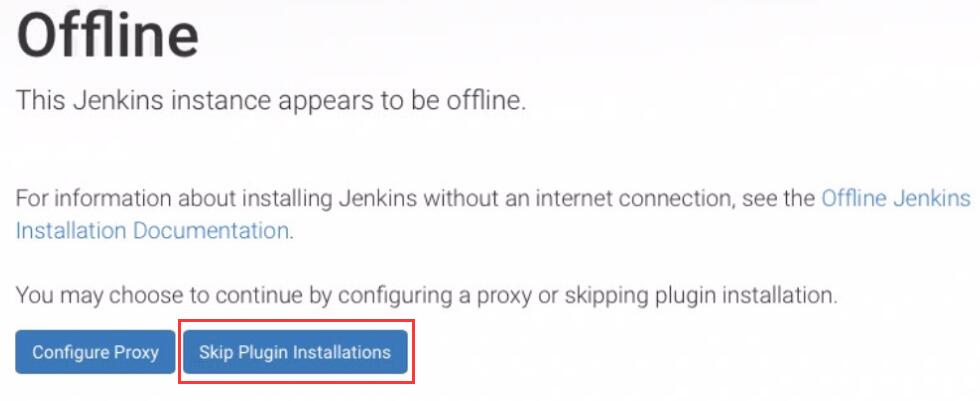 Offline
This Jenkins instance appears to be offline.
For information about installing Jenkins without an internet connection, see the Offline Jenkins
Installation Documentation.
You may choose to continue by configuring a proxy or skipping plugin installation.
Configure Proxy Skip Plugin Installations